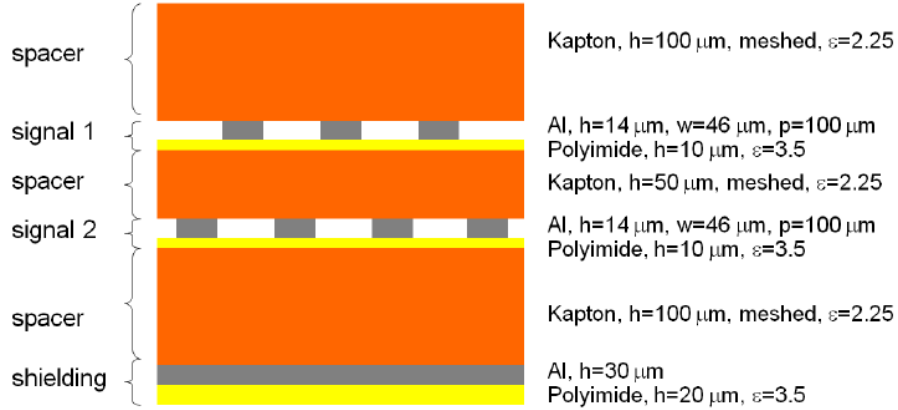 spacer
Kapton, h=100 μm, meshed, ε=2.25
signal 1
Al, h=14 μm, w=46 μm, p=100 μm
Polyimide, h=10 μm, ε=3.5
spacer
Kapton, h=50 μm, meshed, ε=2.25
signal 2
Al, h=14 μm, w=46 μm, p=100 μm
Polyimide, h=10 μm, ε=3.5
spacer
Kapton, h=100 μm, meshed, ε=2.25
shielding
Al, h=30 μm
Polyimide, h=20 μm, ε=3.5